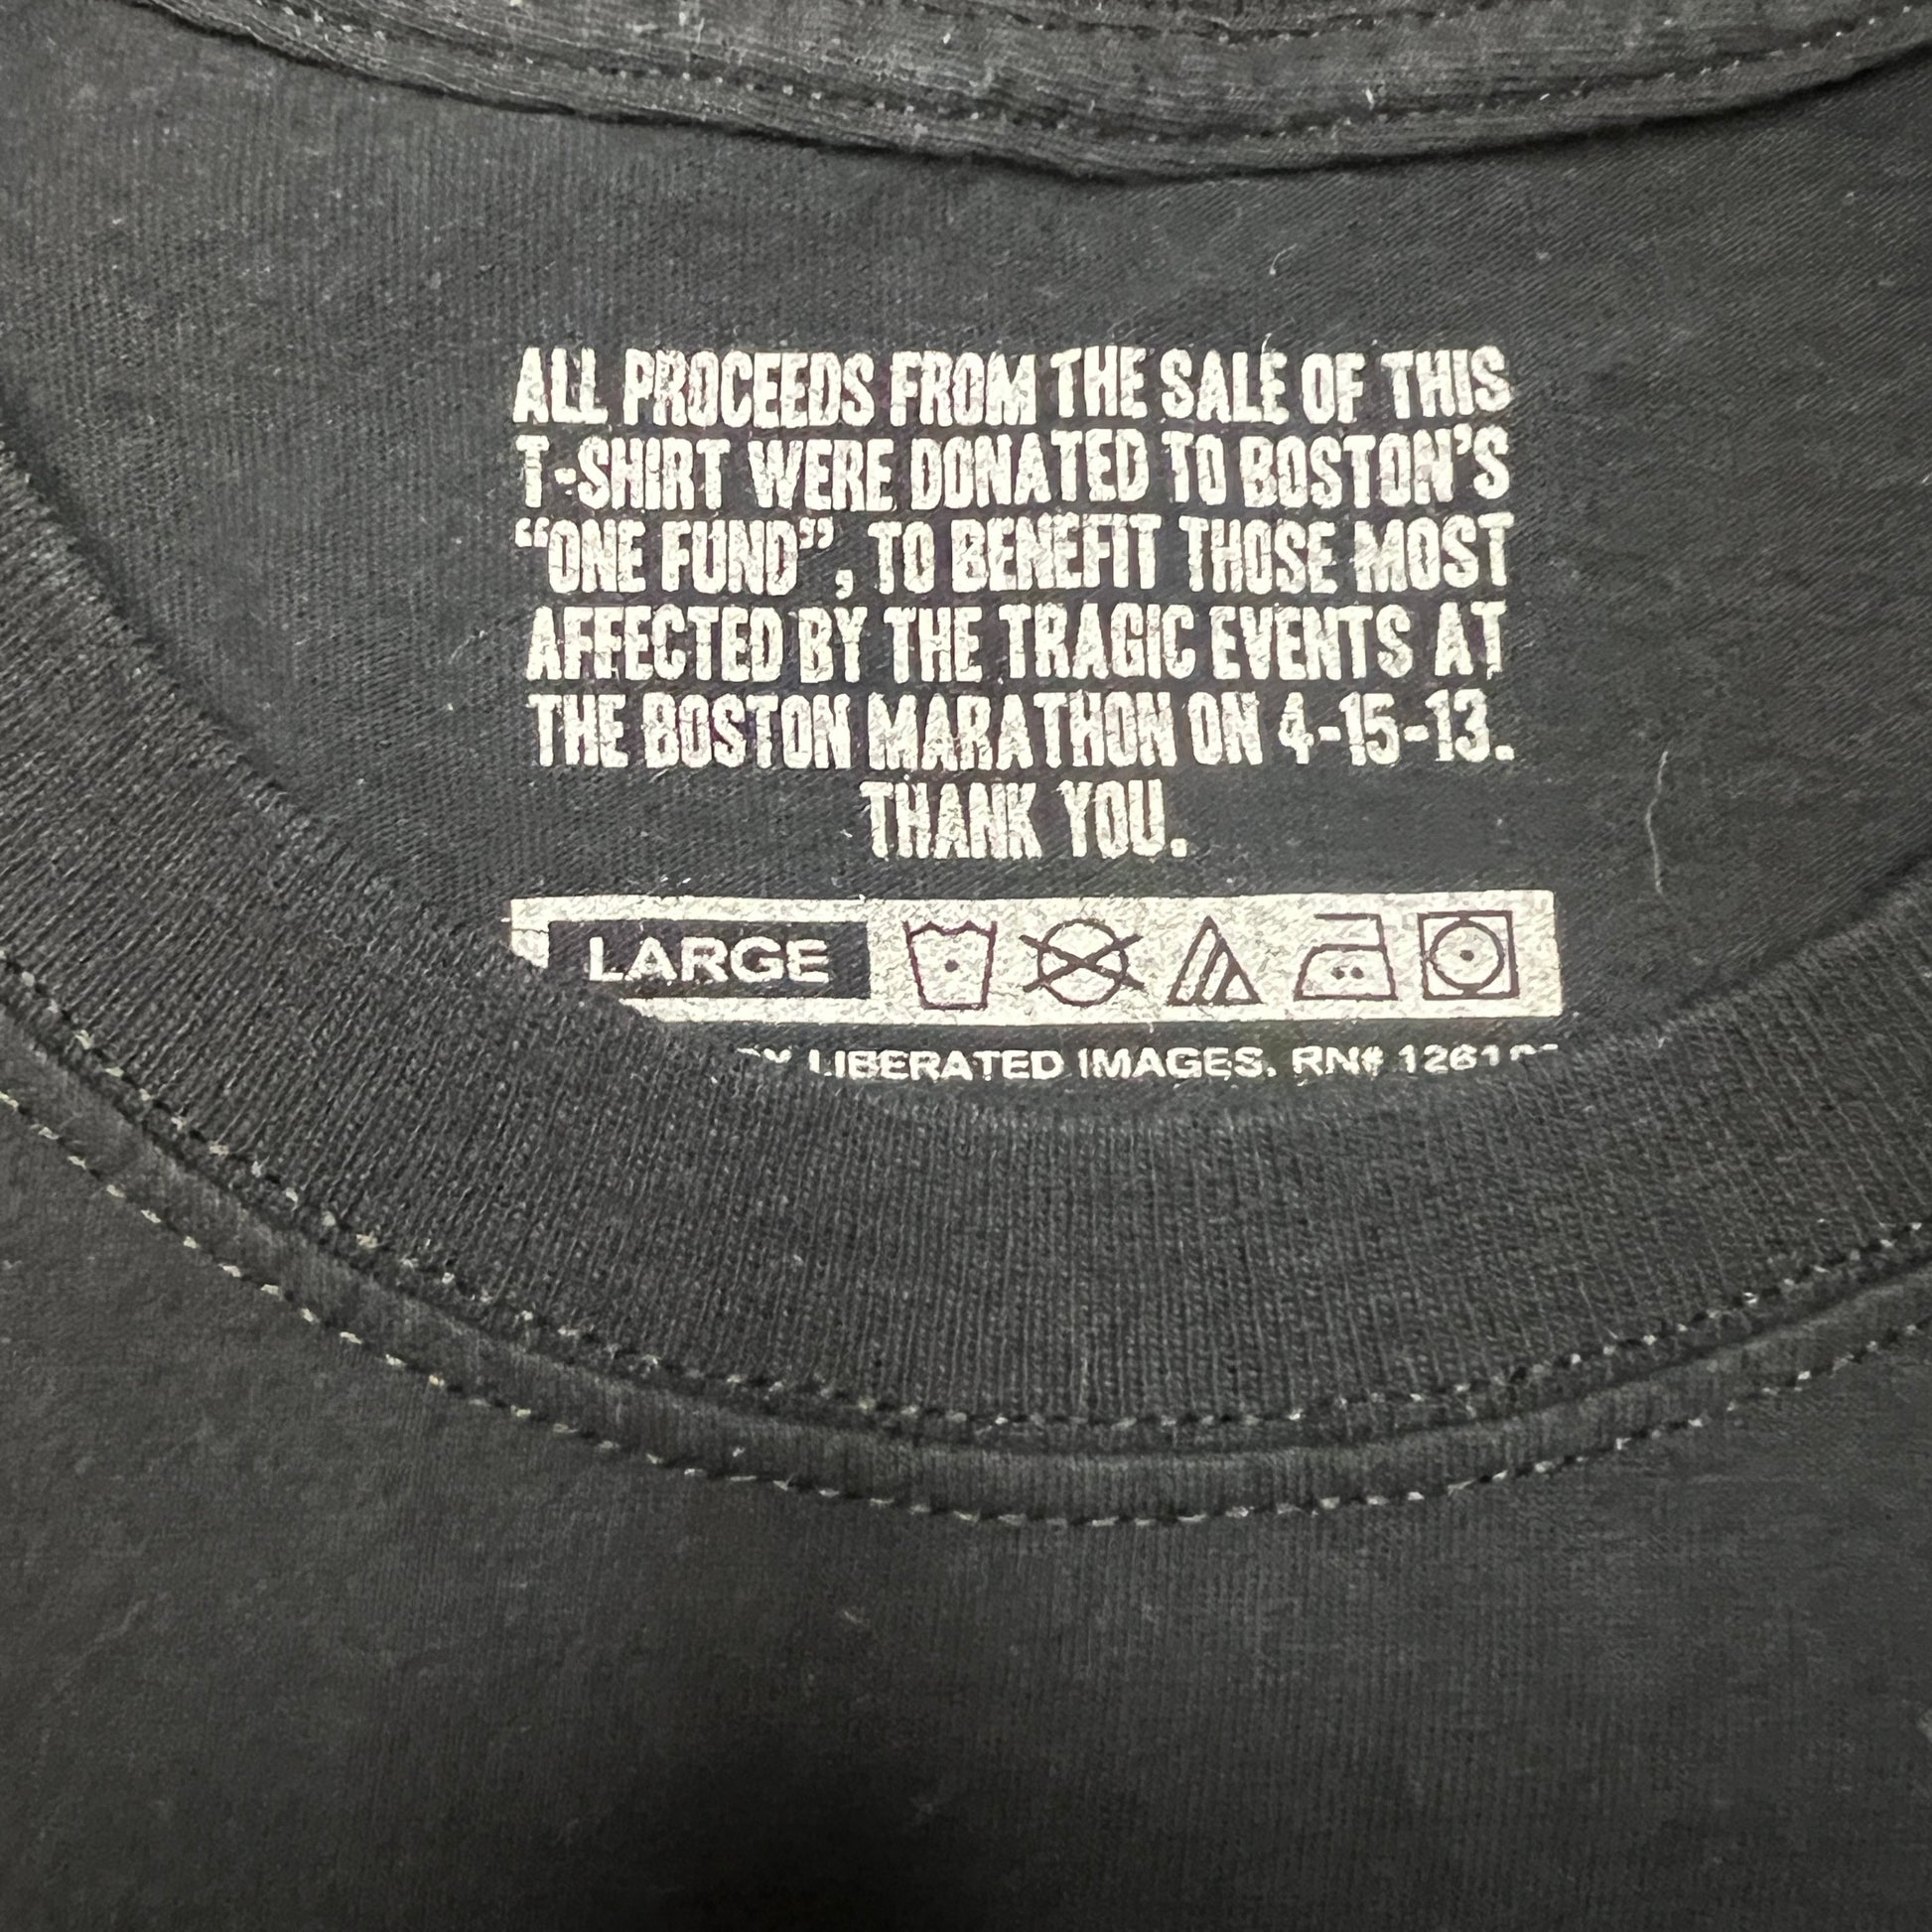 ALL PROCEEDS FROM THE SALE OF THIS
T-SHIRT WERE DONATED TO BOSTON'S
“ONE FUND”, TO BENEFIT THOSE MOST
AFFECTED BY THE TRAGIC EVENTS AT
THE BOSTON MARATHON ON 4-15-13.
THANK YOU.
LARGE
LIBERATED IMAGES. RN#